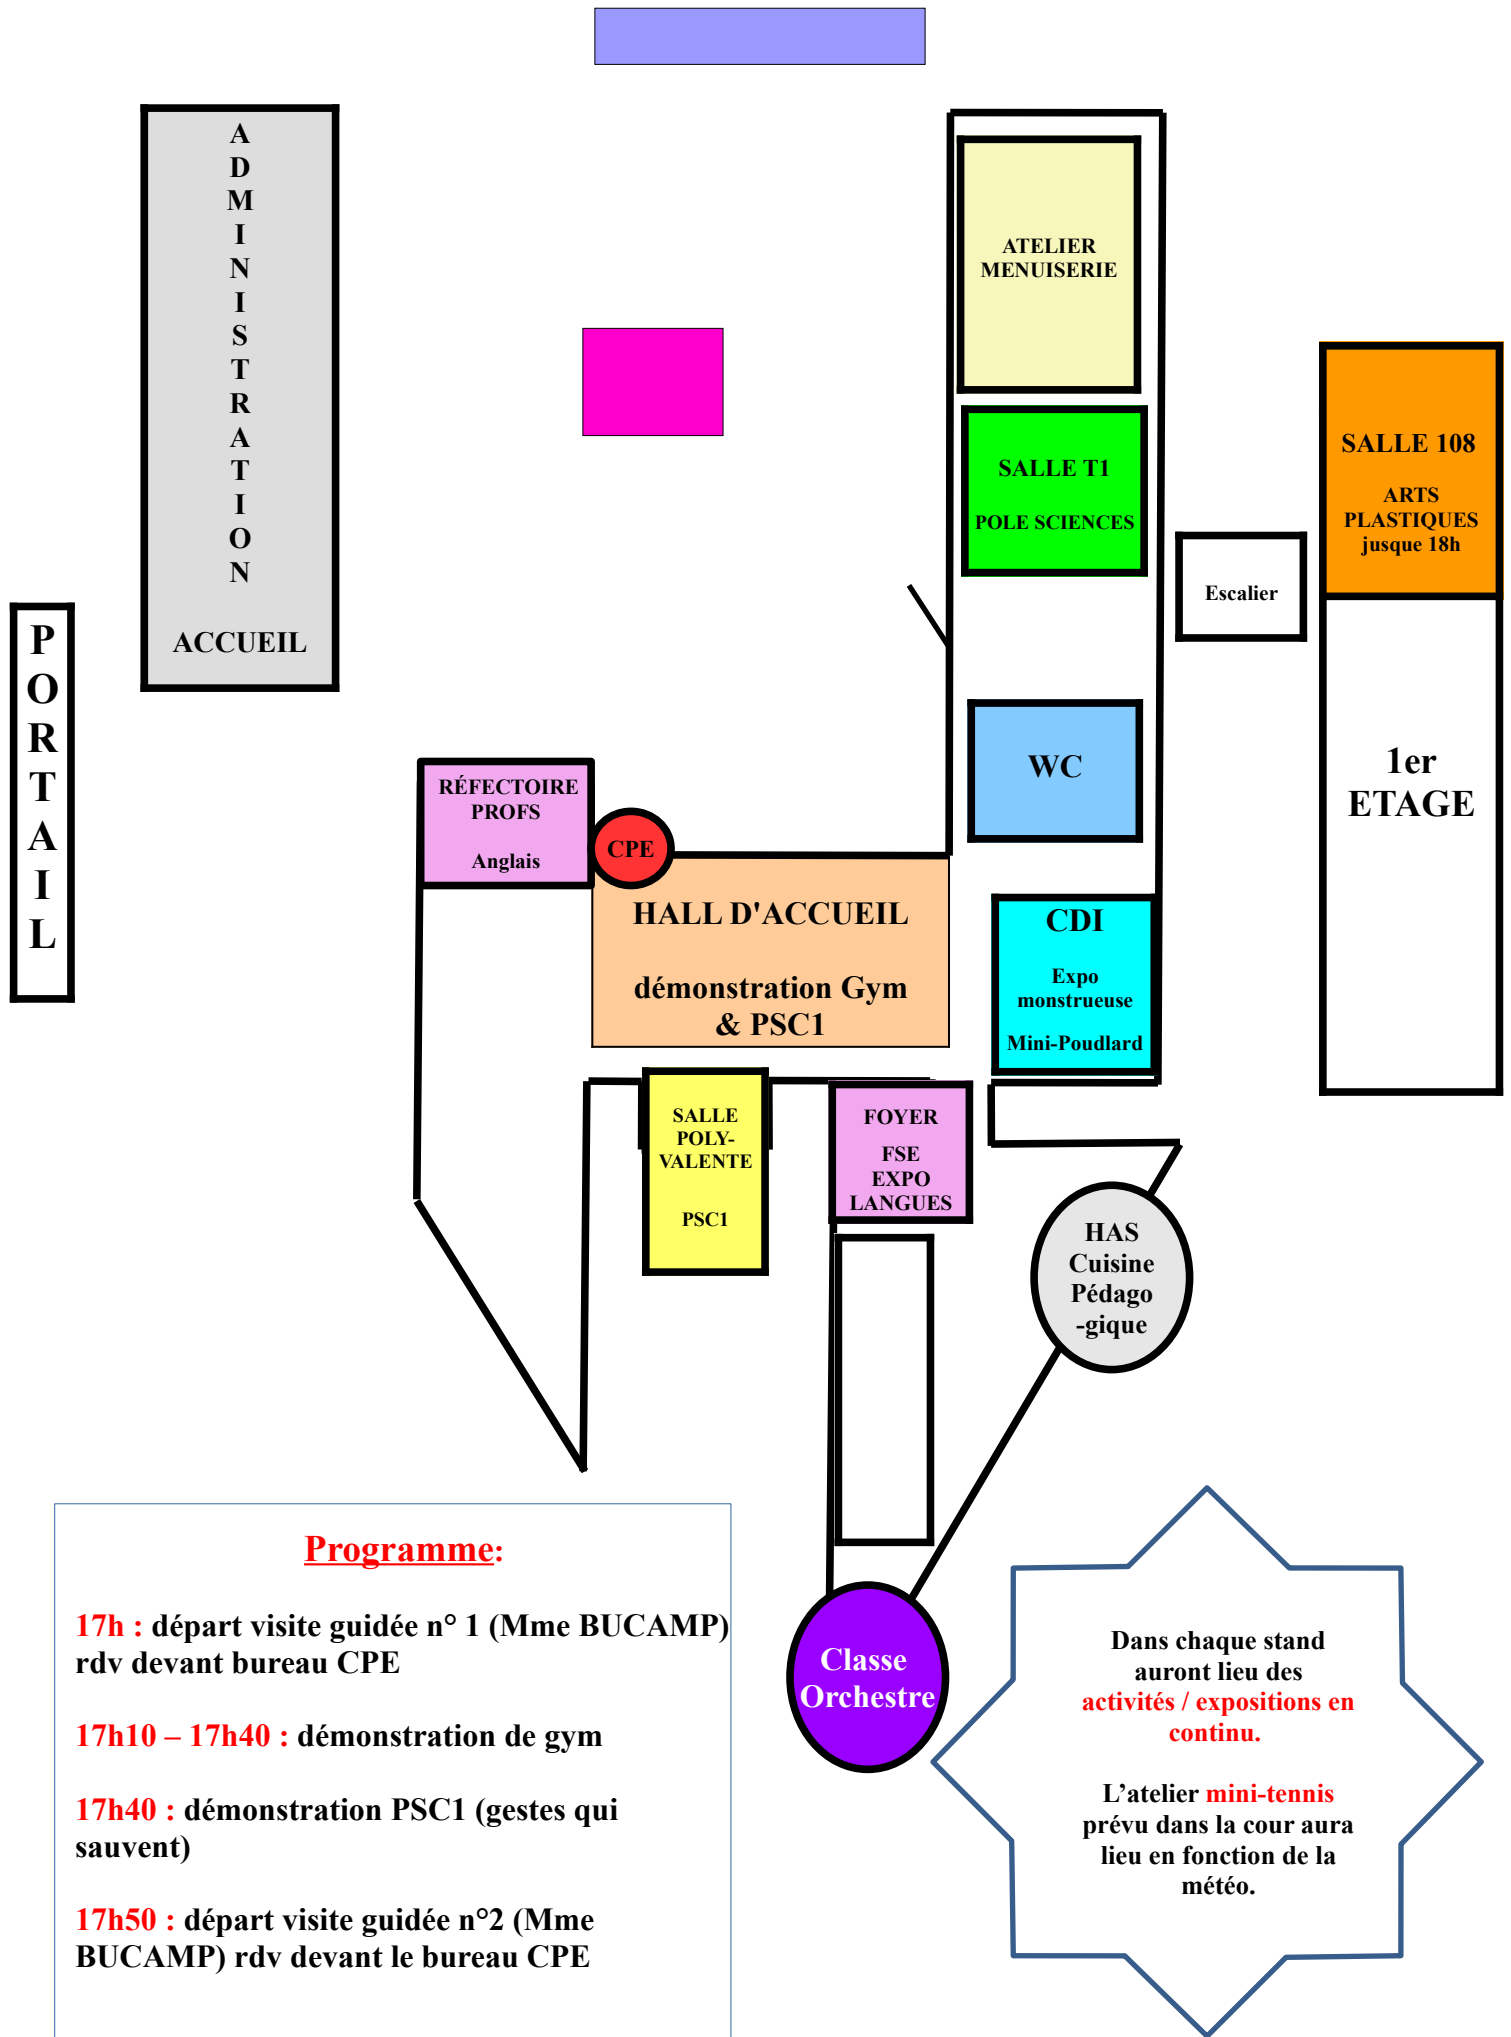 ADMINISTRATION
ACCUEIL
PORTAIL
ATELIER
MENUISERIE
SALLE T1
POLE SCIENCES
SALLE 108
ARTS
PLASTIQUES
jusque 18h
Escalier
1er
ETAGE
WC
RÉFECTOIRE
PROFS
Anglais
CPE
HALL D'ACCUEIL
démonstration Gym
& PSC1
CDI
Expo
monstrueuse
Mini-Poudlard
SALLE
POLY-
VALENTE
PSC1
FOYER
FSE
EXPO
LANGUES
HAS
Cuisine
Pédago
-gique
Classe
Orchestre
Programme:
17h : départ visite guidée n° 1 (Mme BUCAMP)
rdv devant bureau CPE
17h10 – 17h40 : démonstration de gym
17h40 : démonstration PSC1 (gestes qui
sauvent)
17h50 : départ visite guidée n°2 (Mme
BUCAMP) rdv devant le bureau CPE
Dans chaque stand
auront lieu des
activités / expositions en
continu.
L’atelier mini-tennis
prévu dans la cour aura
lieu en fonction de la
météo.